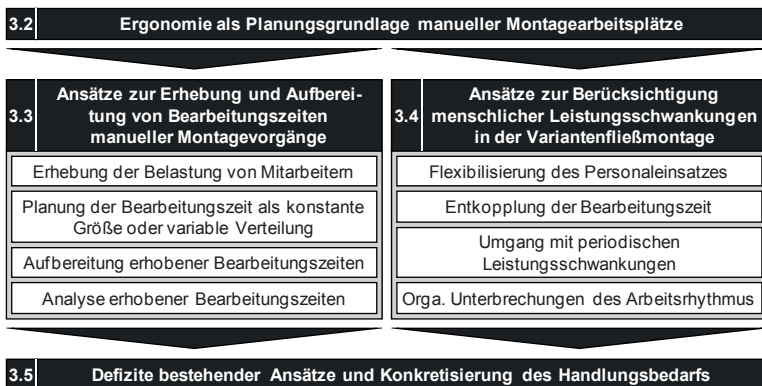 3.2 Ergonomie als Planungsgrundlage manueller Montagearbeitsplätze
3.3 Ansätze zur Erhebung und Aufberei-
tung von Bearbeitungszeiten
manueller Montagevorgänge
Erhebung der Belastung von Mitarbeitern
Planung der Bearbeitungszeit als konstante
Größe oder variable Verteilung
Aufbereitung erhobener Bearbeitungszeiten
Analyse erhobener Bearbeitungszeiten
3.4 Ansätze zur Berücksichtigung
menschlicher Leistungsschwankungen
in der Variantenfließmontage
Flexibilisierung des Personaleinsatzes
Entkopplung der Bearbeitungszeit
Umgang mit periodischen
Leistungsschwankungen
Orga. Unterbrechungen des Arbeitsrhythmus
3.5 Defizite bestehender Ansätze und Konkretisierung des Handlungsbedarfs